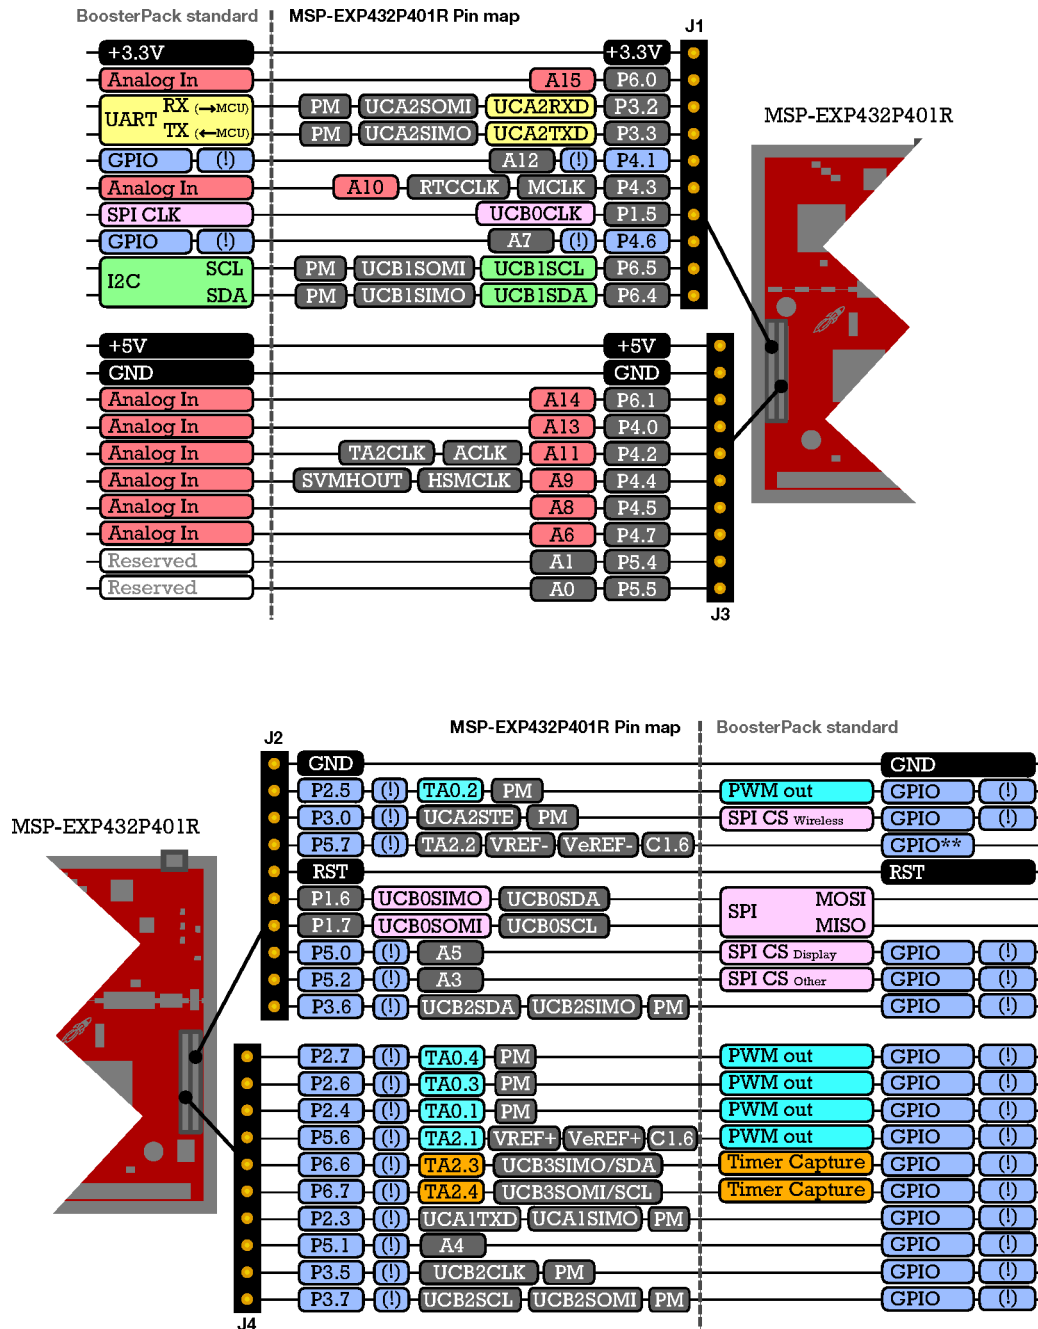 BoosterPack standard MSP-EXP432P401R Pin map
J1
+3.3V +3.3V
Analog In A15 P6.0
UART RX (→MCU) PM UCA2SOMI UCA2RXD P3.2
TX (←MCU) PM UCA2SIMO UCA2TXD P3.3
MSP-EXP432P401R
GPIO (!) A12 (!) P4.1
Analog In A10 RTCCLK MCLK P4.3
SPI CLK UCB0CLK P1.5
GPIO (!) A7 (!) P4.6
I2C SCL PM UCB1SOMI UCB1SCL P6.5
SDA PM UCB1SIMO UCB1SDA P6.4
+5V +5V
GND GND
Analog In A14 P6.1
Analog In A13 P4.0
Analog In TA2CLK ACLK A11 P4.2
Analog In SVMHOUT HSMCLK A9 P4.4
Analog In A8 P4.5
Analog In A6 P4.7
Reserved A1 P5.4
Reserved A0 P5.5
J3
MSP-EXP432P401R Pin map BoosterPack standard
J2
GND GND
P2.5 (!) TA0.2 PM PWM out GPIO (!)
P3.0 (!) UCA2STE PM SPI CS Wireless GPIO (!)
MSP-EXP432P401R
P5.7 (!) TA2.2 VREF- VeREF- C1.6 GPIO**
RST RST
P1.6 UCB0SIMO UCB0SDA SPI MOSI
P1.7 UCB0SOMI UCB0SCL MISO
P5.0 (!) A5 SPI CS Display GPIO (!)
P5.2 (!) A3 SPI CS Other GPIO (!)
P3.6 (!) UCB2SDA UCB2SIMO PM GPIO (!)
P2.7 (!) TA0.4 PM PWM out GPIO (!)
P2.6 (!) TA0.3 PM PWM out GPIO (!)
P2.4 (!) TA0.1 PM PWM out GPIO (!)
P5.6 (!) TA2.1 VREF+ VeREF+ C1.6 PWM out GPIO (!)
P6.6 (!) TA2.3 UCB3SIMO/SDA Timer Capture GPIO (!)
P6.7 (!) TA2.4 UCB3SOMI/SCL Timer Capture GPIO (!)
P2.3 (!) UCA1TXD UCA1SIMO PM GPIO (!)
P5.1 (!) A4 GPIO (!)
P3.5 (!) UCB2CLK PM GPIO (!)
P3.7 (!) UCB2SCL UCB2SOMI PM GPIO (!)
J4